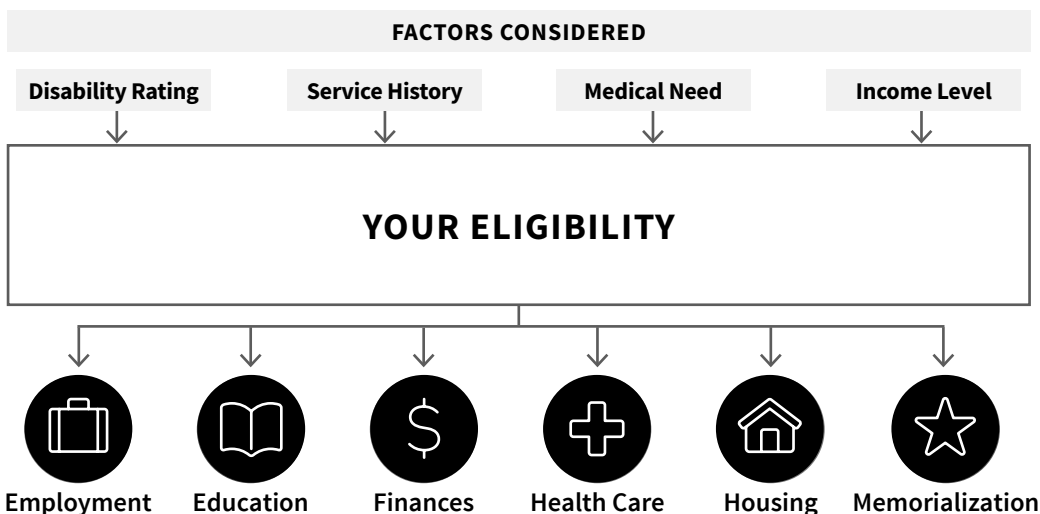 FACTORS CONSIDERED
Disability Rating
Service History
Medical Need
Income Level
YOUR ELIGIBILITY
$
Employment
Education
Finances
Health Care
Housing
Memorialization